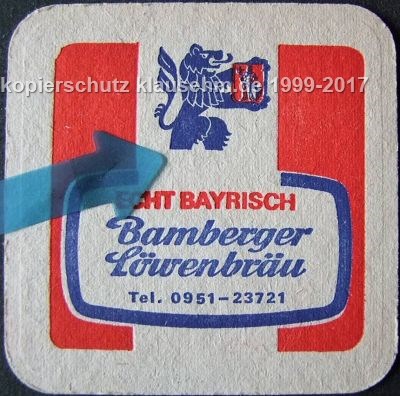 kopierschutz klausehm.de 1999-2017
ECHT BAYRISCH
Bamberger
Löwenbräu
Tel. 0951-23721